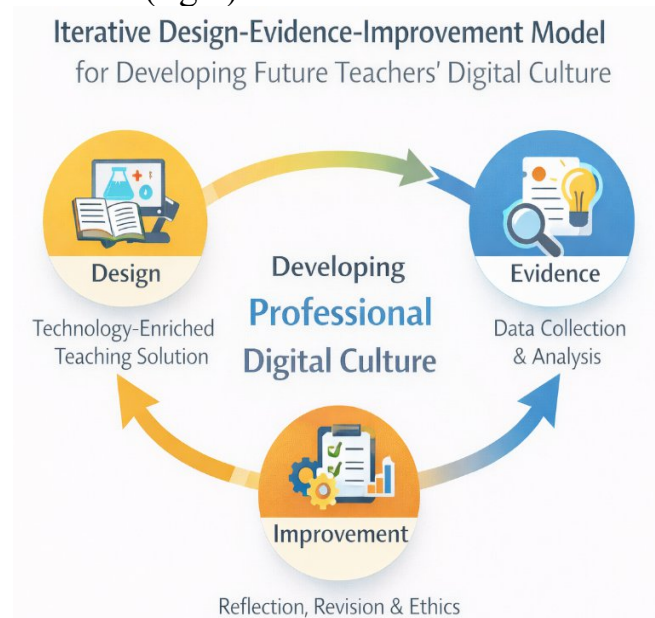 Iterative Design-Evidence-Improvement Model
for Developing Future Teachers' Digital Culture
Design
Technology-Enriched
Teaching Solution
Developing
Professional
Digital Culture
Evidence
Data Collection
& Analysis
Improvement
Reflection, Revision & Ethics